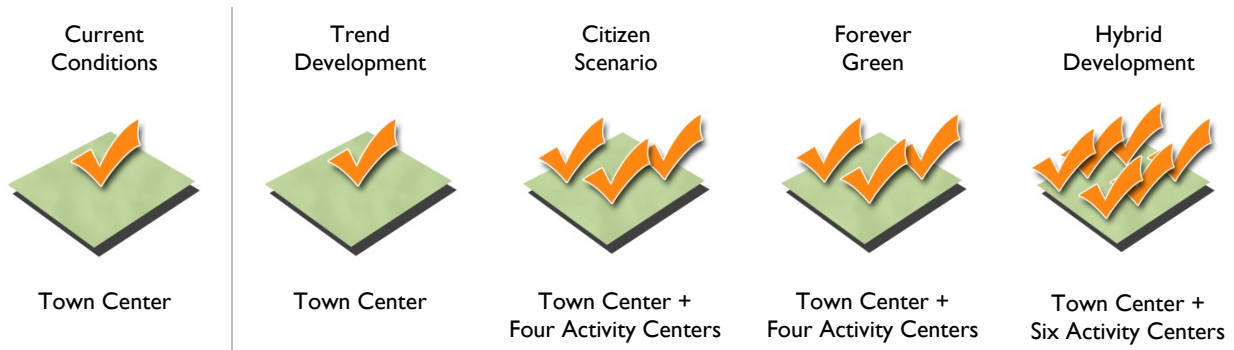 Current
Conditions
Trend
Development
Citizen
Scenario
Forever
Green
Hybrid
Development
Town Center
Town Center
Town Center +
Four Activity Centers
Town Center +
Four Activity Centers
Town Center +
Six Activity Centers